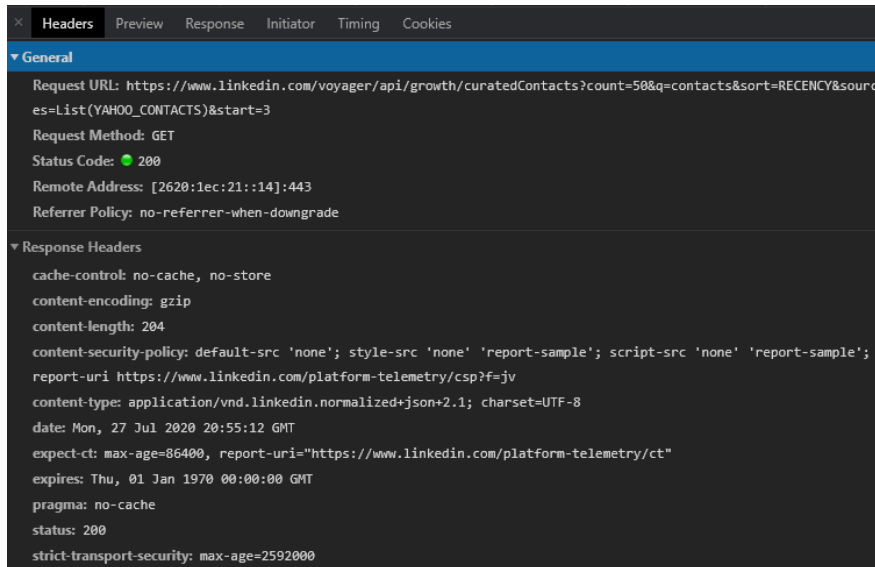 × Headers Preview Response Initiator Timing Cookies
▼ General
Request URL: https://www.linkedin.com/voyager/api/growth/curatedContacts?count=50&q=contacts&sort=RECENCY&sourc
es=List(YAHOO_CONTACTS)&start=3
Request Method: GET
Status Code: 200
Remote Address: [2620:1ec:21::14]:443
Referrer Policy: no-referrer-when-downgrade
▼ Response Headers
cache-control: no-cache, no-store
content-encoding: gzip
content-length: 204
content-security-policy: default-src 'none'; style-src 'none' 'report-sample'; script-src 'none' 'report-sample';
report-uri https://www.linkedin.com/platform-telemetry/csp?f=jv
content-type: application/vnd.linkedin.normalized+json+2.1; charset=UTF-8
date: Mon, 27 Jul 2020 20:55:12 GMT
expect-ct: max-age=86400, report-uri="https://www.linkedin.com/platform-telemetry/ct"
expires: Thu, 01 Jan 1970 00:00:00 GMT
pragma: no-cache
status: 200
strict-transport-security: max-age=2592000